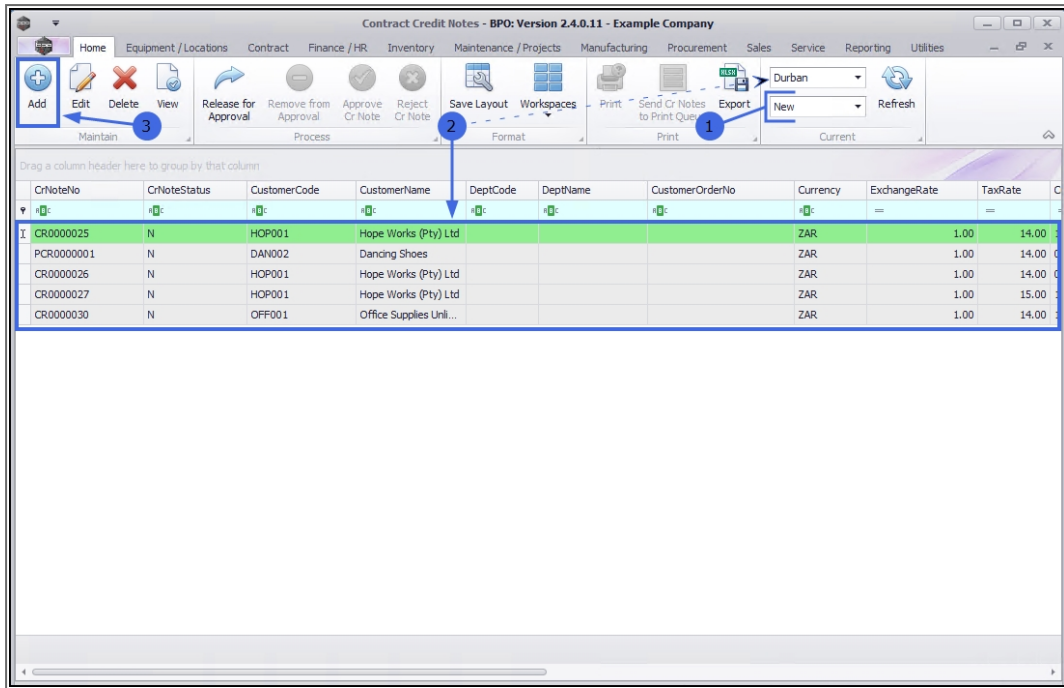 Contract Credit Notes - BPO: Version 2.4.0.11 - Example Company
Home Equipment / Locations Contract Finance / HR Inventory Maintenance / Projects Manufacturing Procurement Sales Service Reporting Utilities
Add Edit Delete View Release for Approval Remove from Approval Approve Cr Note Reject Cr Note Save Layout Workspaces Print Send Cr Notes to Print Queue XLSX Export Durban New Refresh
3 2 1
Maintain Process Format Print Current
Drag a column header here to group by that column
CrNoteNo CrNoteStatus CustomerCode CustomerName DeptCode DeptName CustomerOrderNo Currency ExchangeRate TaxRate C
CR0000025 N HOP001 Hope Works (Pty) Ltd ZAR 1.00 14.00
PCR0000001 N DAN002 Dancing Shoes ZAR 1.00 14.00
CR0000026 N HOP001 Hope Works (Pty) Ltd ZAR 1.00 14.00
CR0000027 N HOP001 Hope Works (Pty) Ltd ZAR 1.00 15.00
CR0000030 N OFF001 Office Supplies Unli... ZAR 1.00 14.00